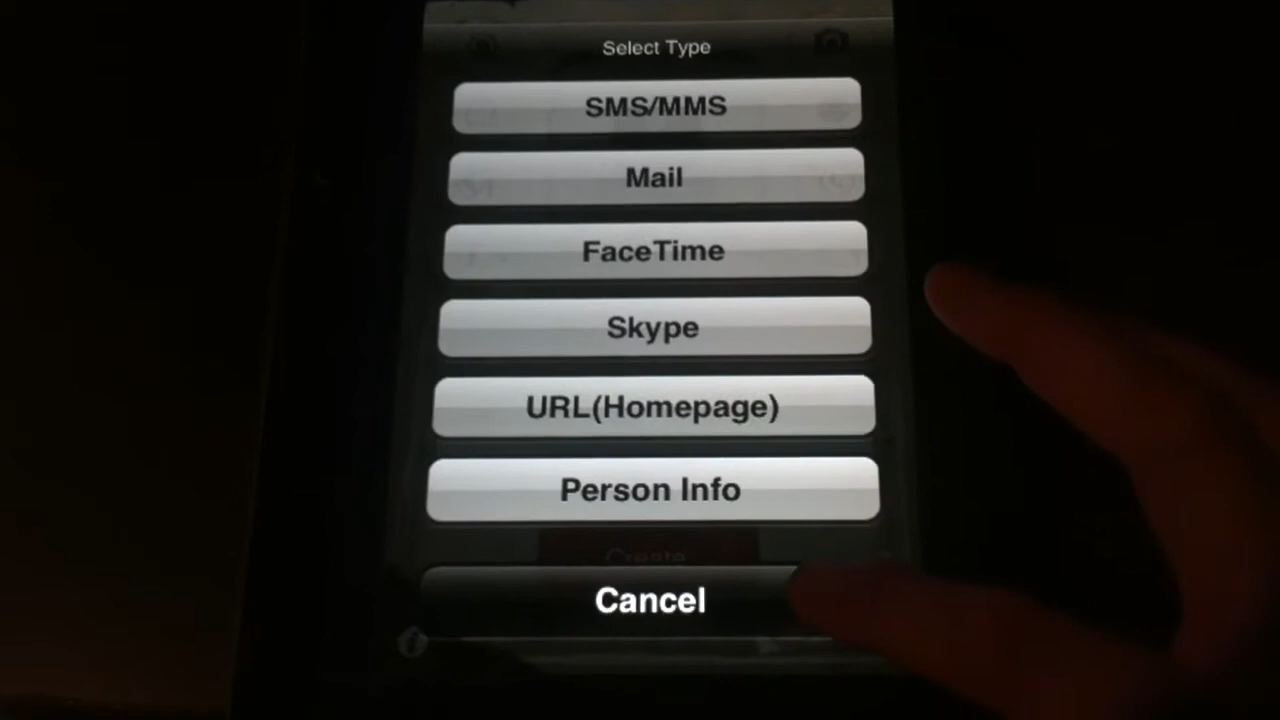 Select Type
SMS/MMS
Mail
FaceTime
Skype
URL(Homepage)
Person Info
Create
Cancel